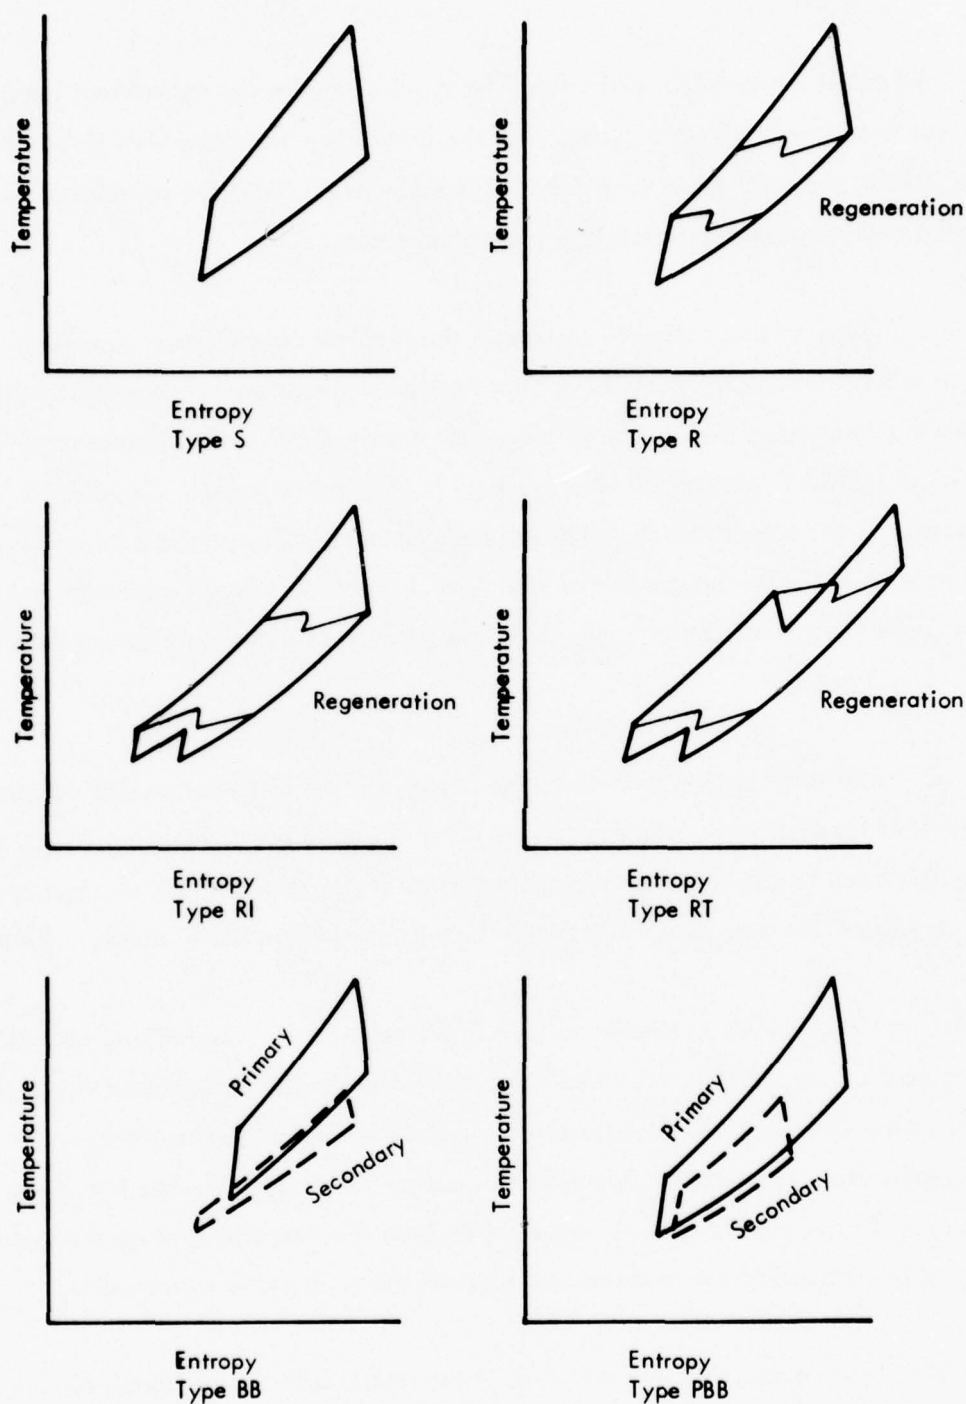 Temperature
Entropy
Type S
Temperature
Regeneration
Entropy
Type R
Temperature
Regeneration
Entropy
Type RI
Temperature
Regeneration
Entropy
Type RT
Temperature
Primary
Secondary
Entropy
Type BB
Temperature
Primary
Secondary
Entropy
Type PBB